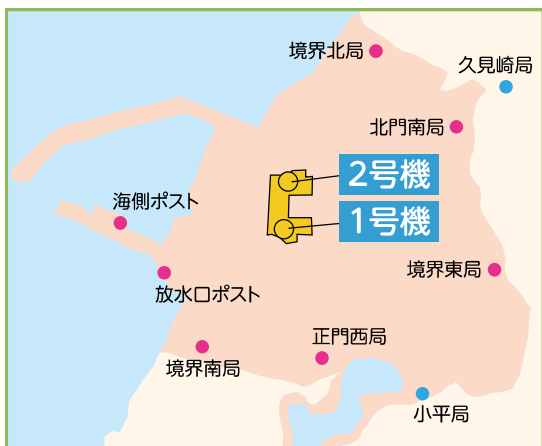 境界北局
久見崎局
北門南局
2号機
海側ポスト
1号機
境界東局
放水口ポスト
正門西局
境界南局
小平局